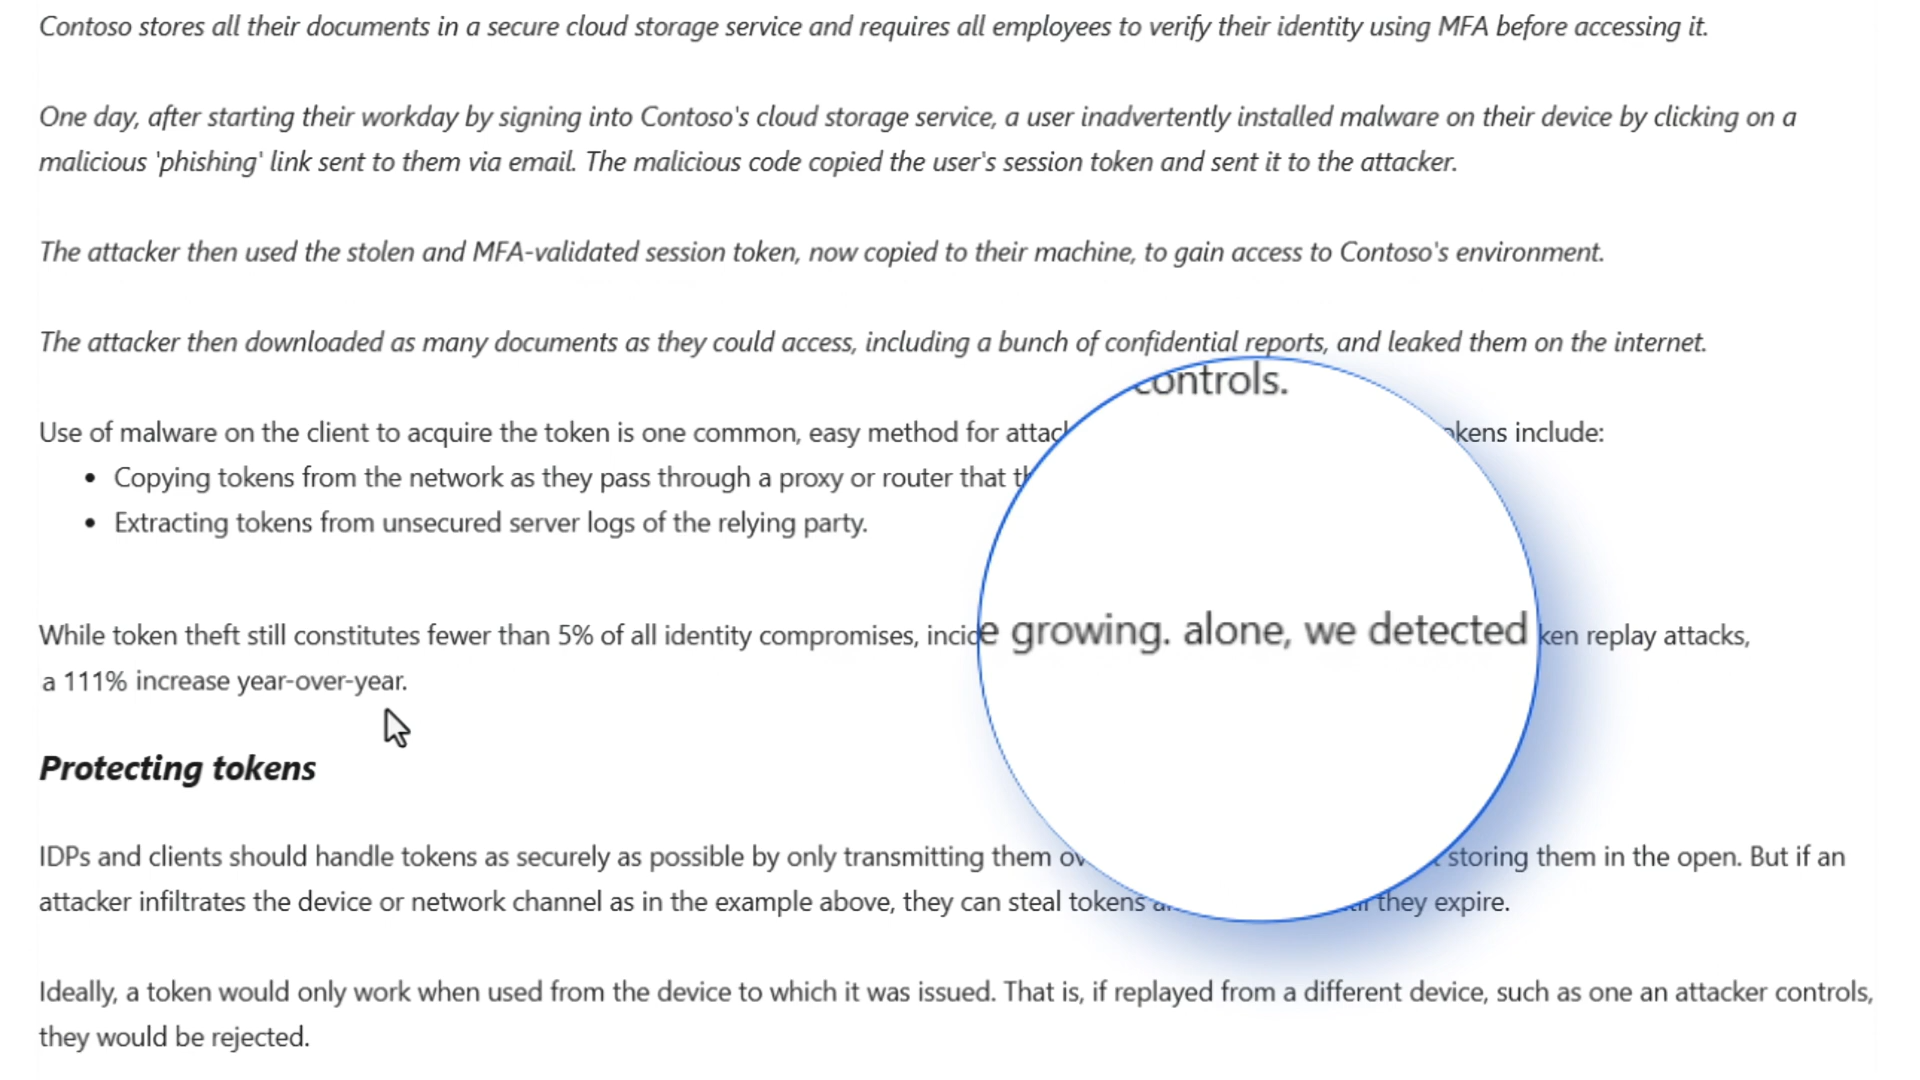 Contoso stores all their documents in a secure cloud storage service and requires all employees to verify their identity using MFA before accessing it.
One day, after starting their workday by signing into Contoso's cloud storage service, a user inadvertently installed malware on their device by clicking on a
malicious 'phishing' link sent to them via email. The malicious code copied the user's session token and sent it to the attacker.
The attacker then used the stolen and MFA-validated session token, now copied to their machine, to gain access to Contoso's environment.
The attacker then downloaded as many documents as they could access, including a bunch of confidential reports, and leaked them on the internet.
controls.
Use of malware on the client to acquire the token is one common, easy method for include:
• Copying tokens from the network as they pass through a proxy or router that
• Extracting tokens from unsecured server logs of the relying party.
While token theft still constitutes fewer than 5% of all identity compromises, growing. alone, we detected replay attacks,
a 111% increase year-over-year.
Protecting tokens
IDPs and clients should handle tokens as securely as possible by only transmitting them storing them in the open. But if an
attacker infiltrates the device or network channel as in the example above, they can steal tokens they expire.
Ideally, a token would only work when used from the device to which it was issued. That is, if replayed from a different device, such as one an attacker controls,
they would be rejected.